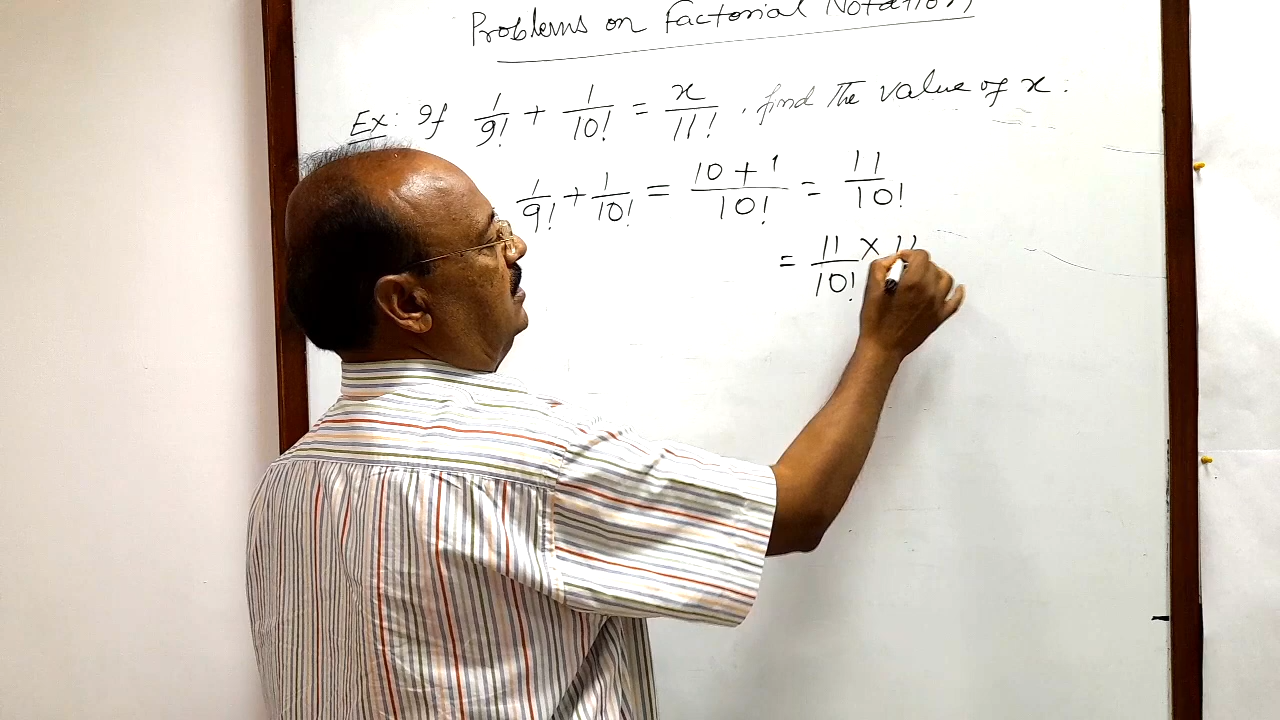 Problems on Factorial Notation
Ex: If 1/9! + 1/10! = x/11! . find the value of x.
1/9! + 1/10! = (10 + 1)/10! = 11/10!
= 11/10! × 11